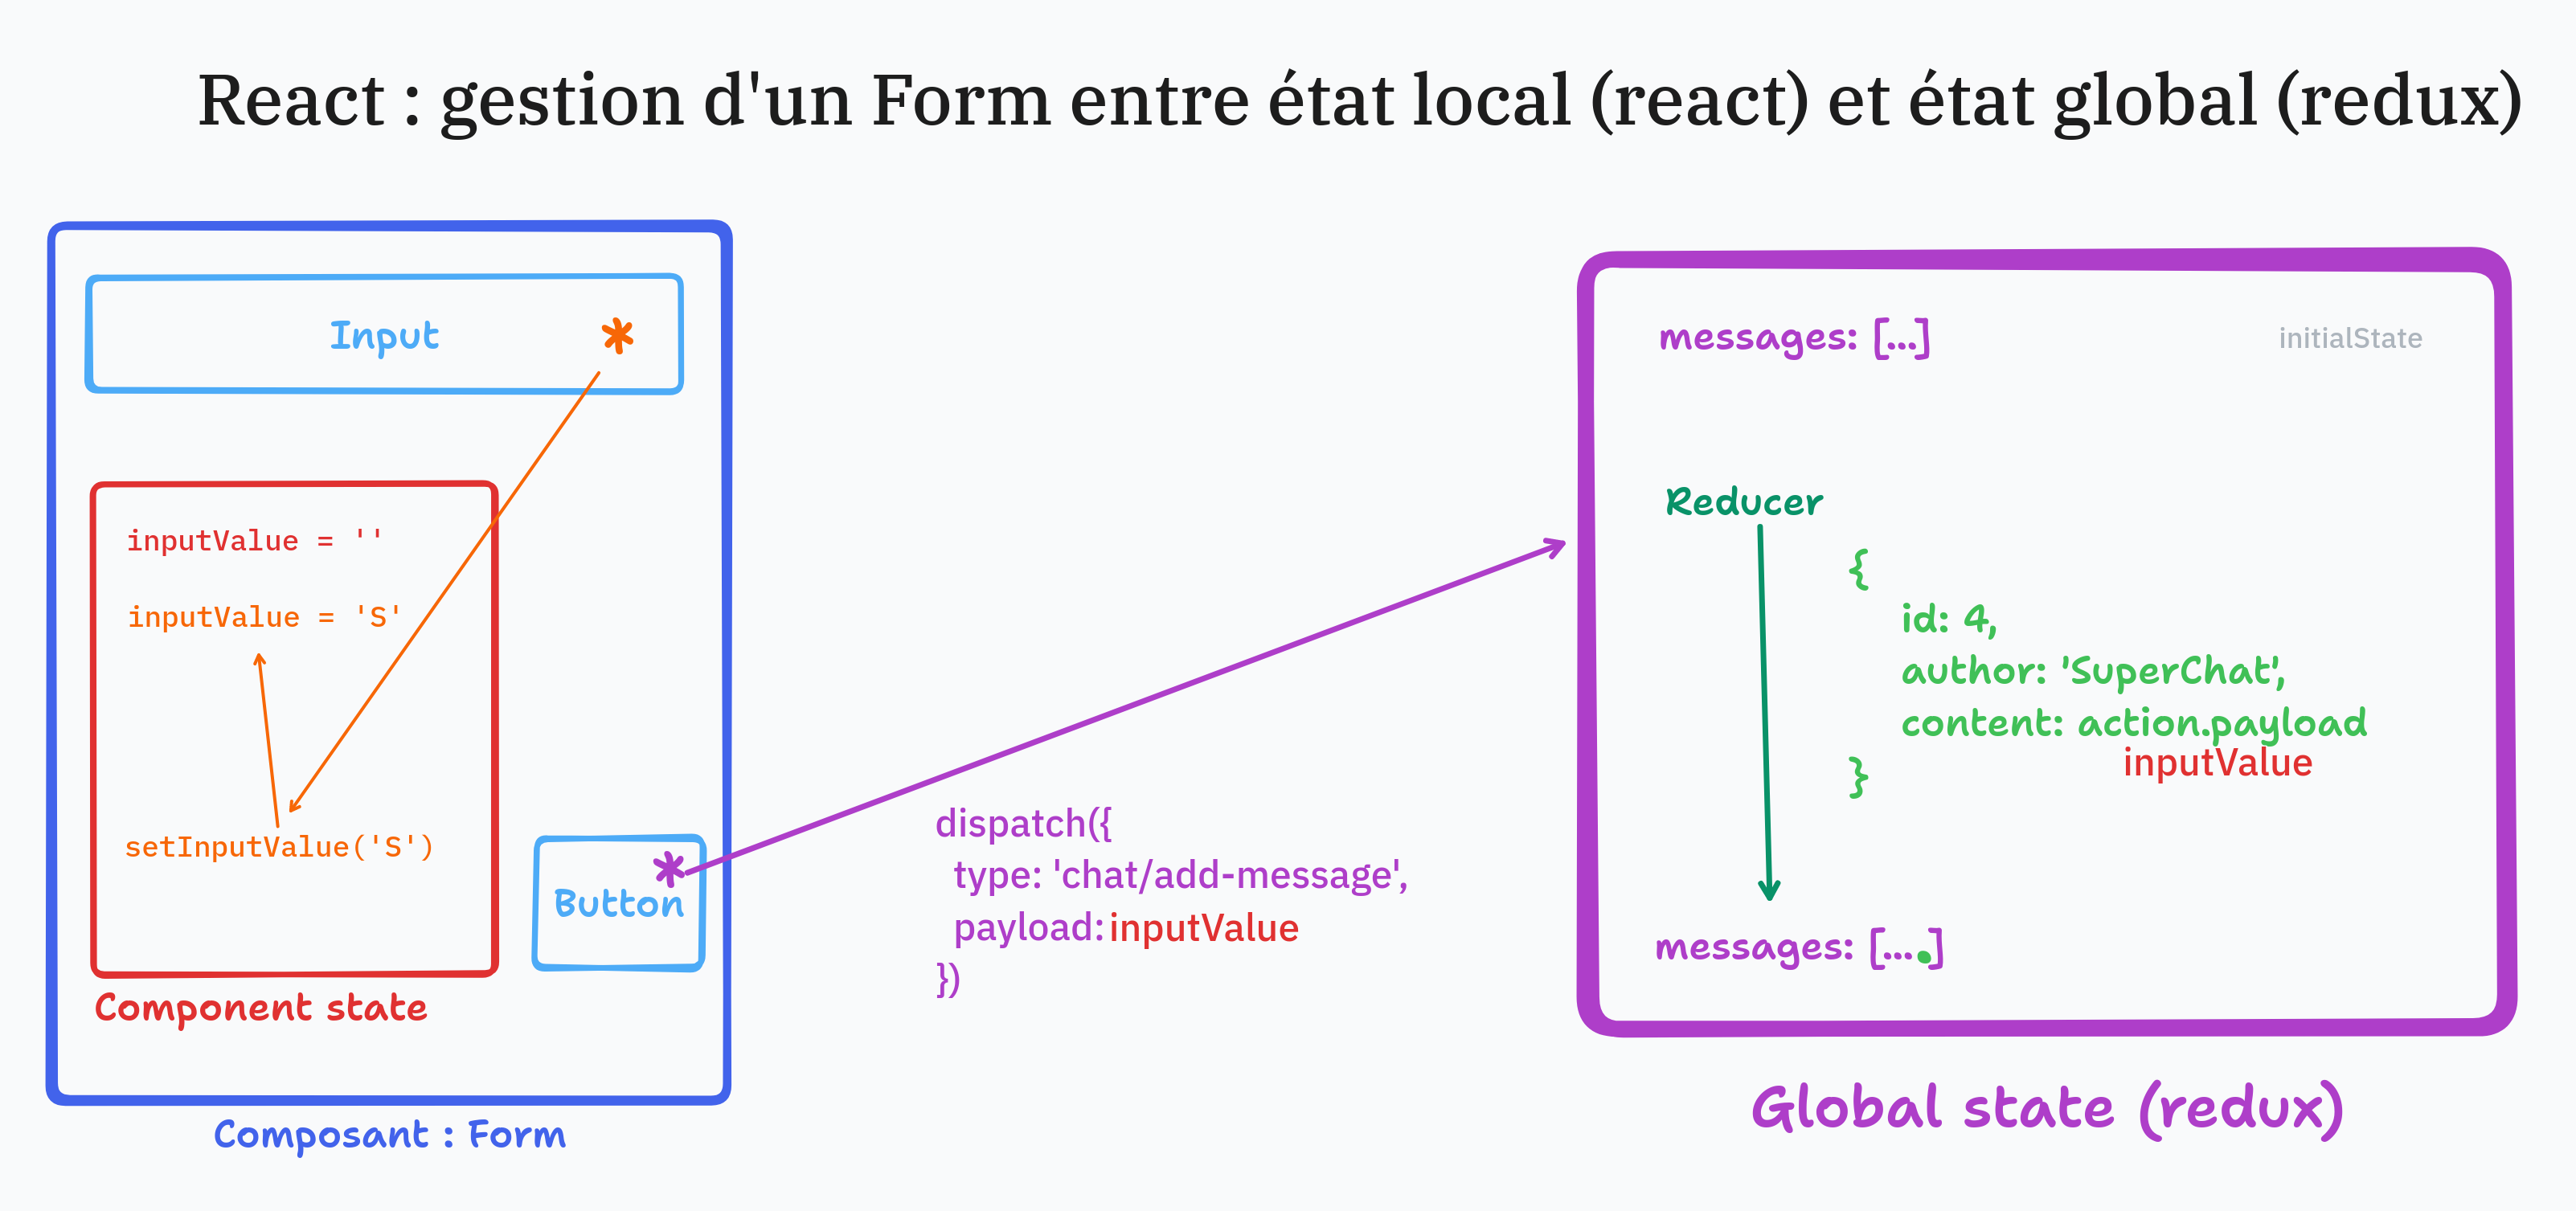 React : gestion d'un Form entre état local (react) et état global (redux)
Input
*
inputValue = ''
inputValue = 'S'
setInputValue('S')
*
Button
Component state
Composant : Form
dispatch({
type: 'chat/add-message',
payload: inputValue
})
messages: [...]
initialState
Reducer
{
id: 4,
author: 'SuperChat',
content: action.payload
inputValue
}
messages: [....]
Global state (redux)